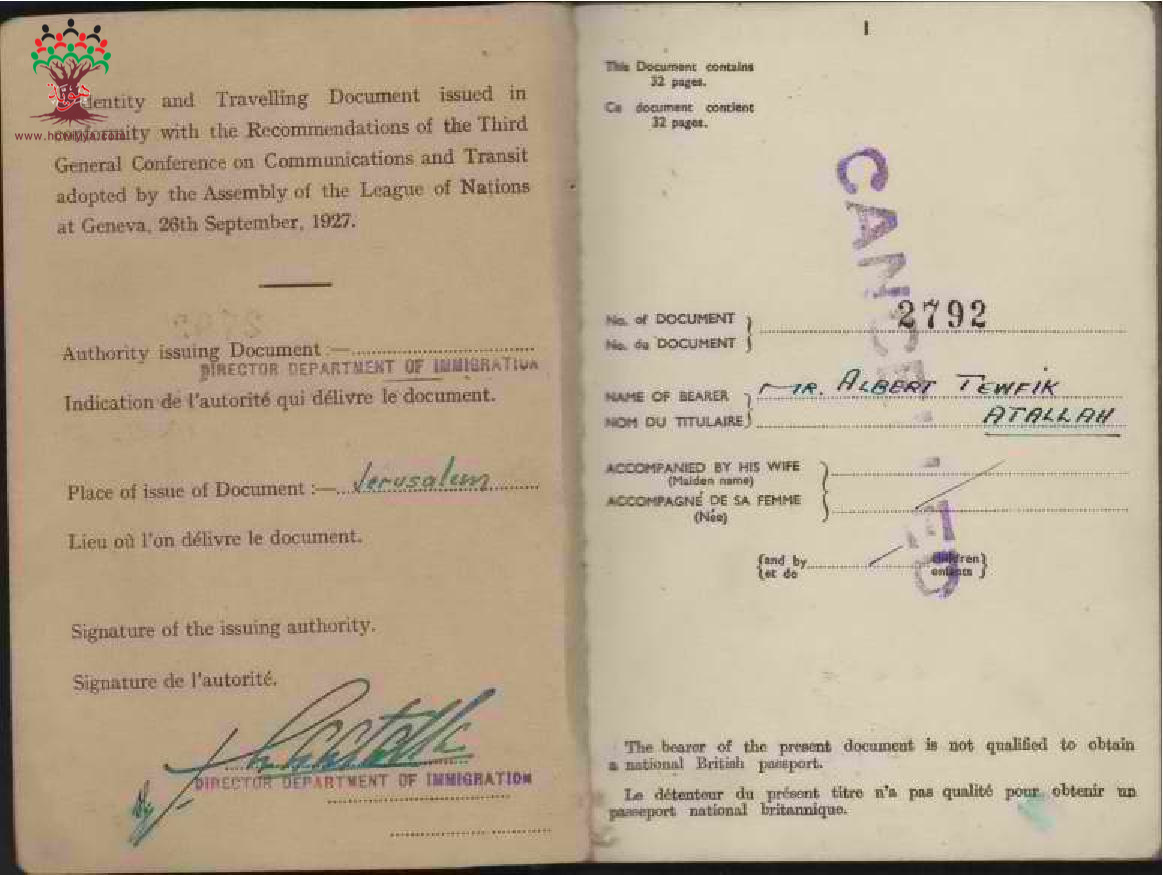 Identity and Travelling Document issued in
conformity with the Recommendations of the Third
General Conference on Communications and Transit
adopted by the Assembly of the League of Nations
at Geneva, 26th September, 1927.
Authority issuing Document :—
DIRECTOR DEPARTMENT OF IMMIGRATION
Indication de l'autorité qui délivre le document.
Place of issue of Document :— Jerusalem
Lieu où l'on délivre le document.
Signature of the issuing authority.
Signature de l'autorité.
DIRECTOR DEPARTMENT OF IMMIGRATION
1
This Document contains
32 pages.
Ce document contient
32 pages.
CANCELLED
No. of DOCUMENT } 2792
No. du DOCUMENT }
NAME OF BEARER } MR. ALBERT TEWFIK
NOM DU TITULAIRE } ATALLAH
ACCOMPANIED BY HIS WIFE }
(Maiden name)
ACCOMPAGNÉ DE SA FEMME
(Née)
{and by children}
{et de enfants}
The bearer of the present document is not qualified to obtain
a national British passport.
Le détenteur du présent titre n'a pas qualité pour obtenir un
passeport national britannique.